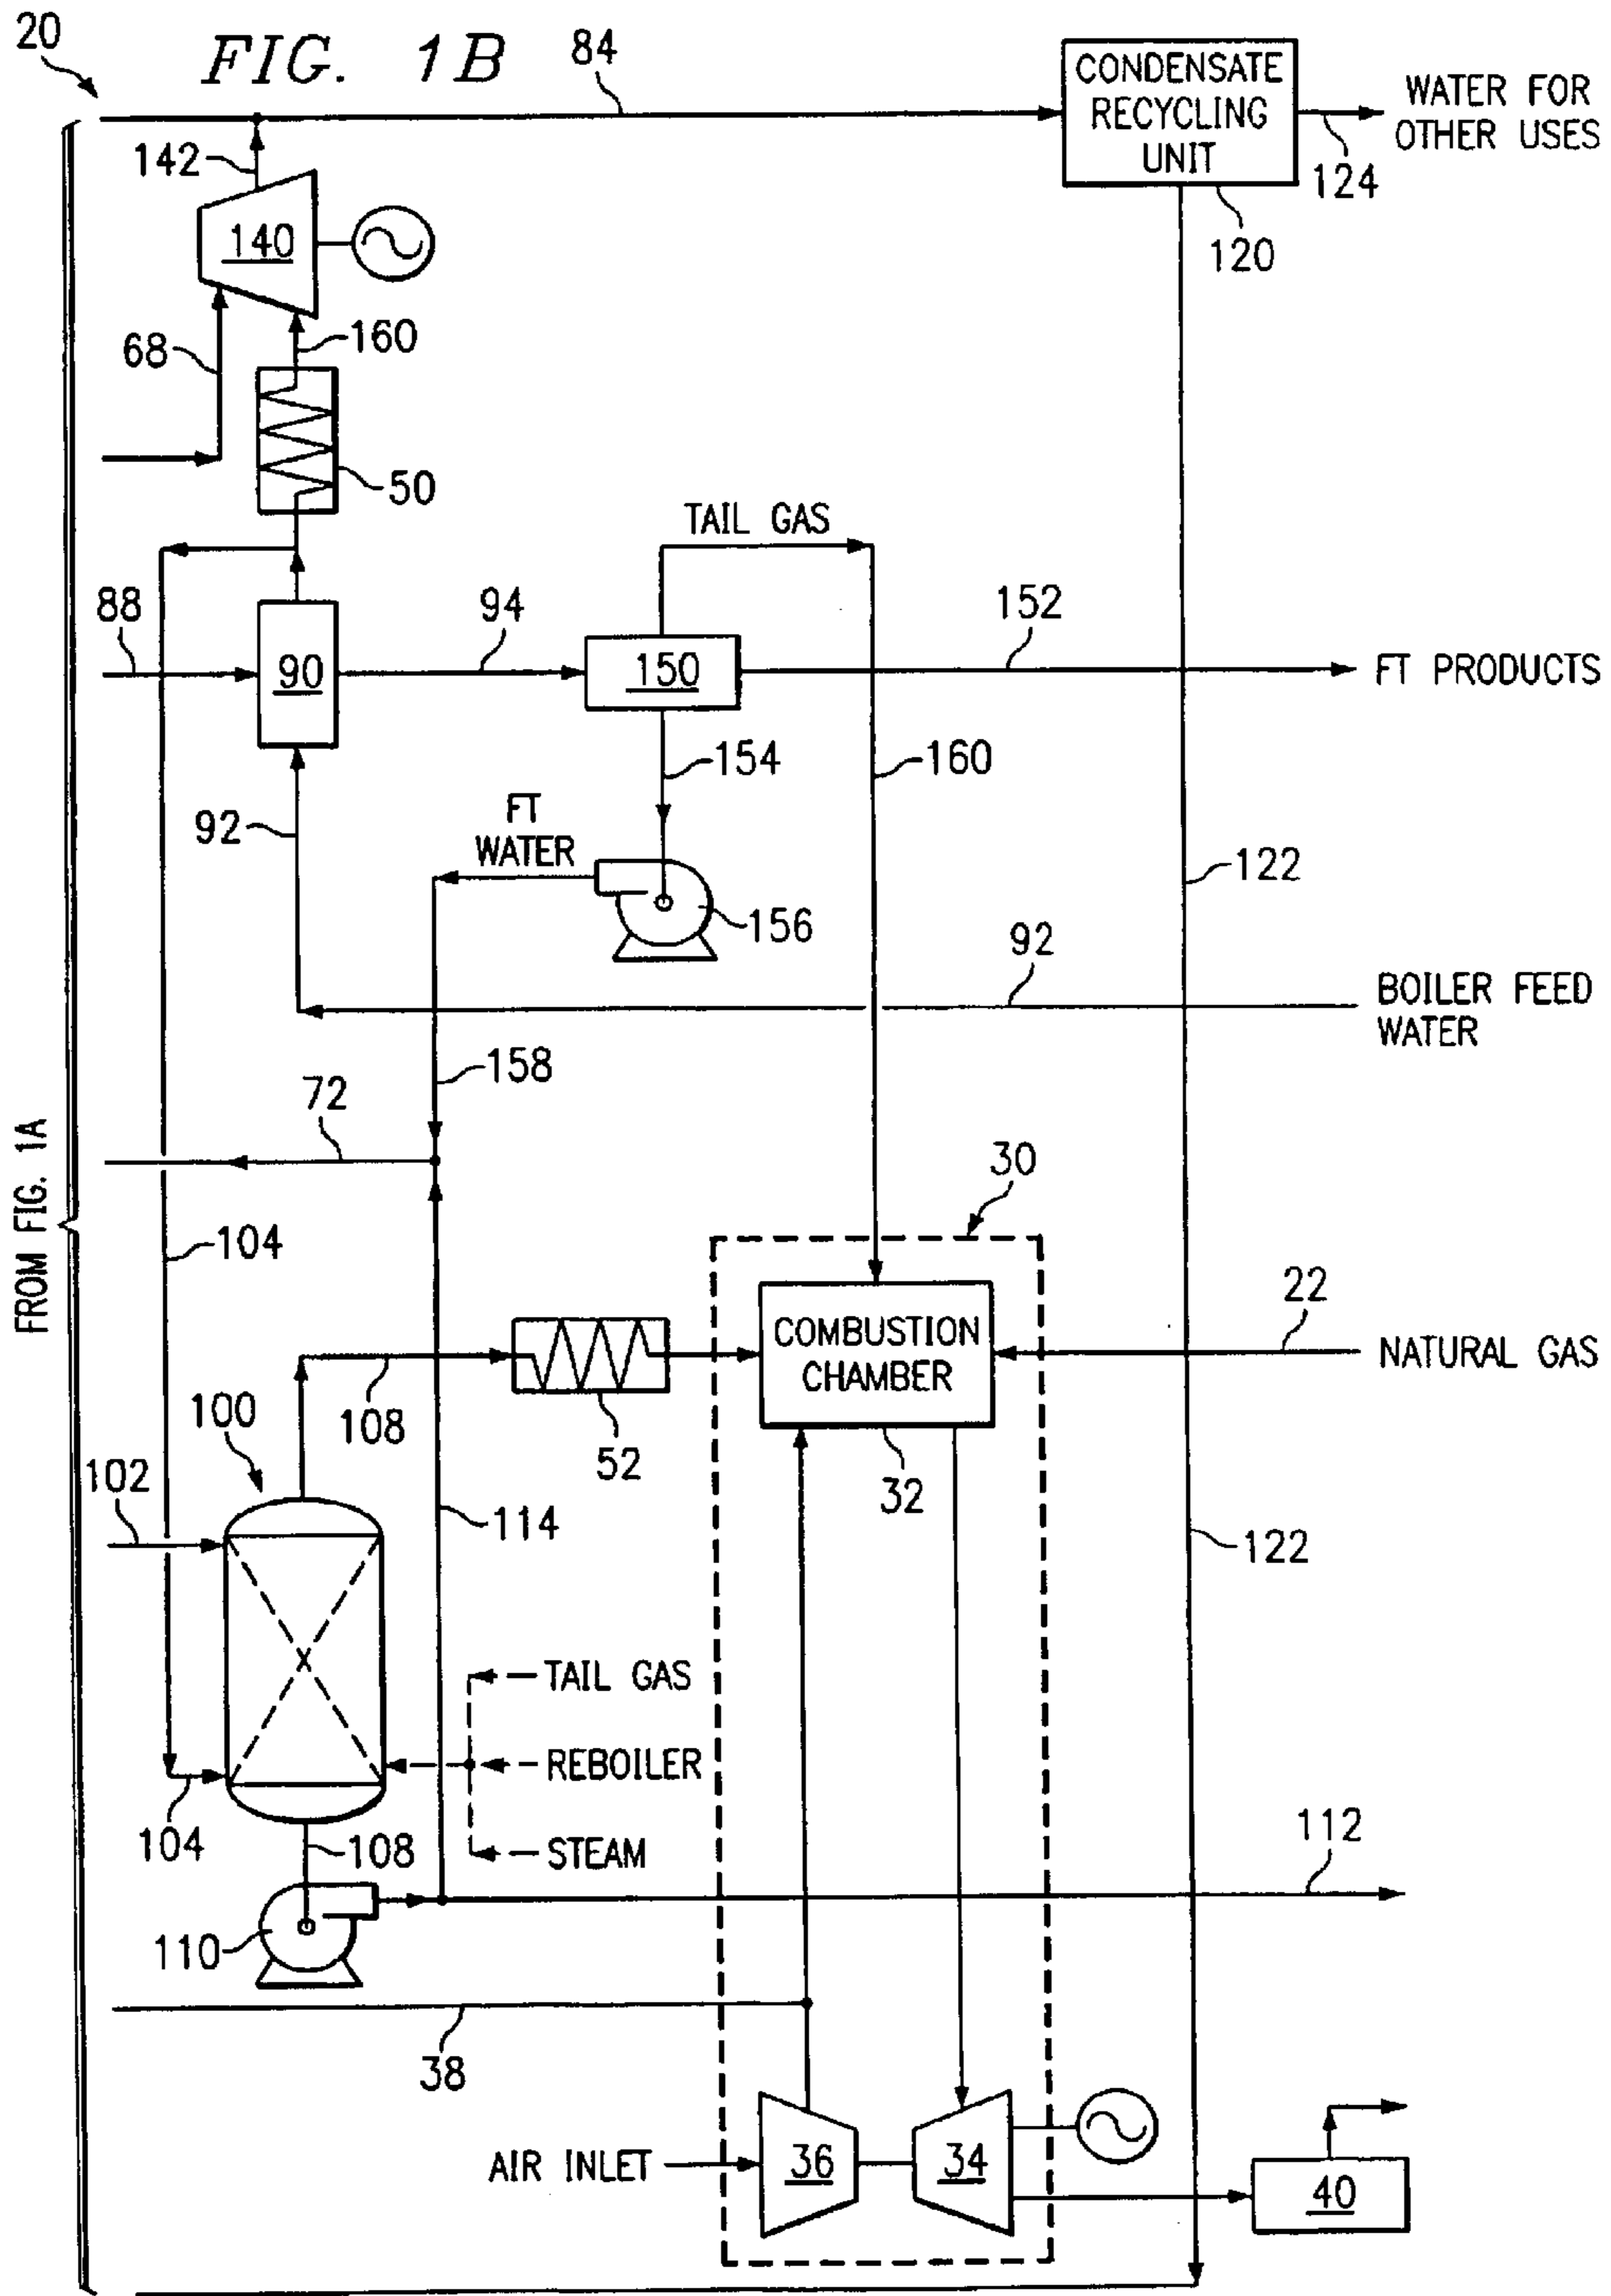 20
FIG. 1B
84
CONDENSATE
RECYCLING
UNIT
WATER FOR
OTHER USES
124
142
140
120
68
160
50
TAIL GAS
88
94
152
90
150
FT PRODUCTS
154
160
92
FT
WATER
122
156
92
BOILER FEED
WATER
158
72
30
FROM FIG. 1A
104
22
COMBUSTION
CHAMBER
NATURAL GAS
108
100
52
32
102
114
122
TAIL GAS
REBOILER
104
108
STEAM
112
110
38
AIR INLET
36
34
40